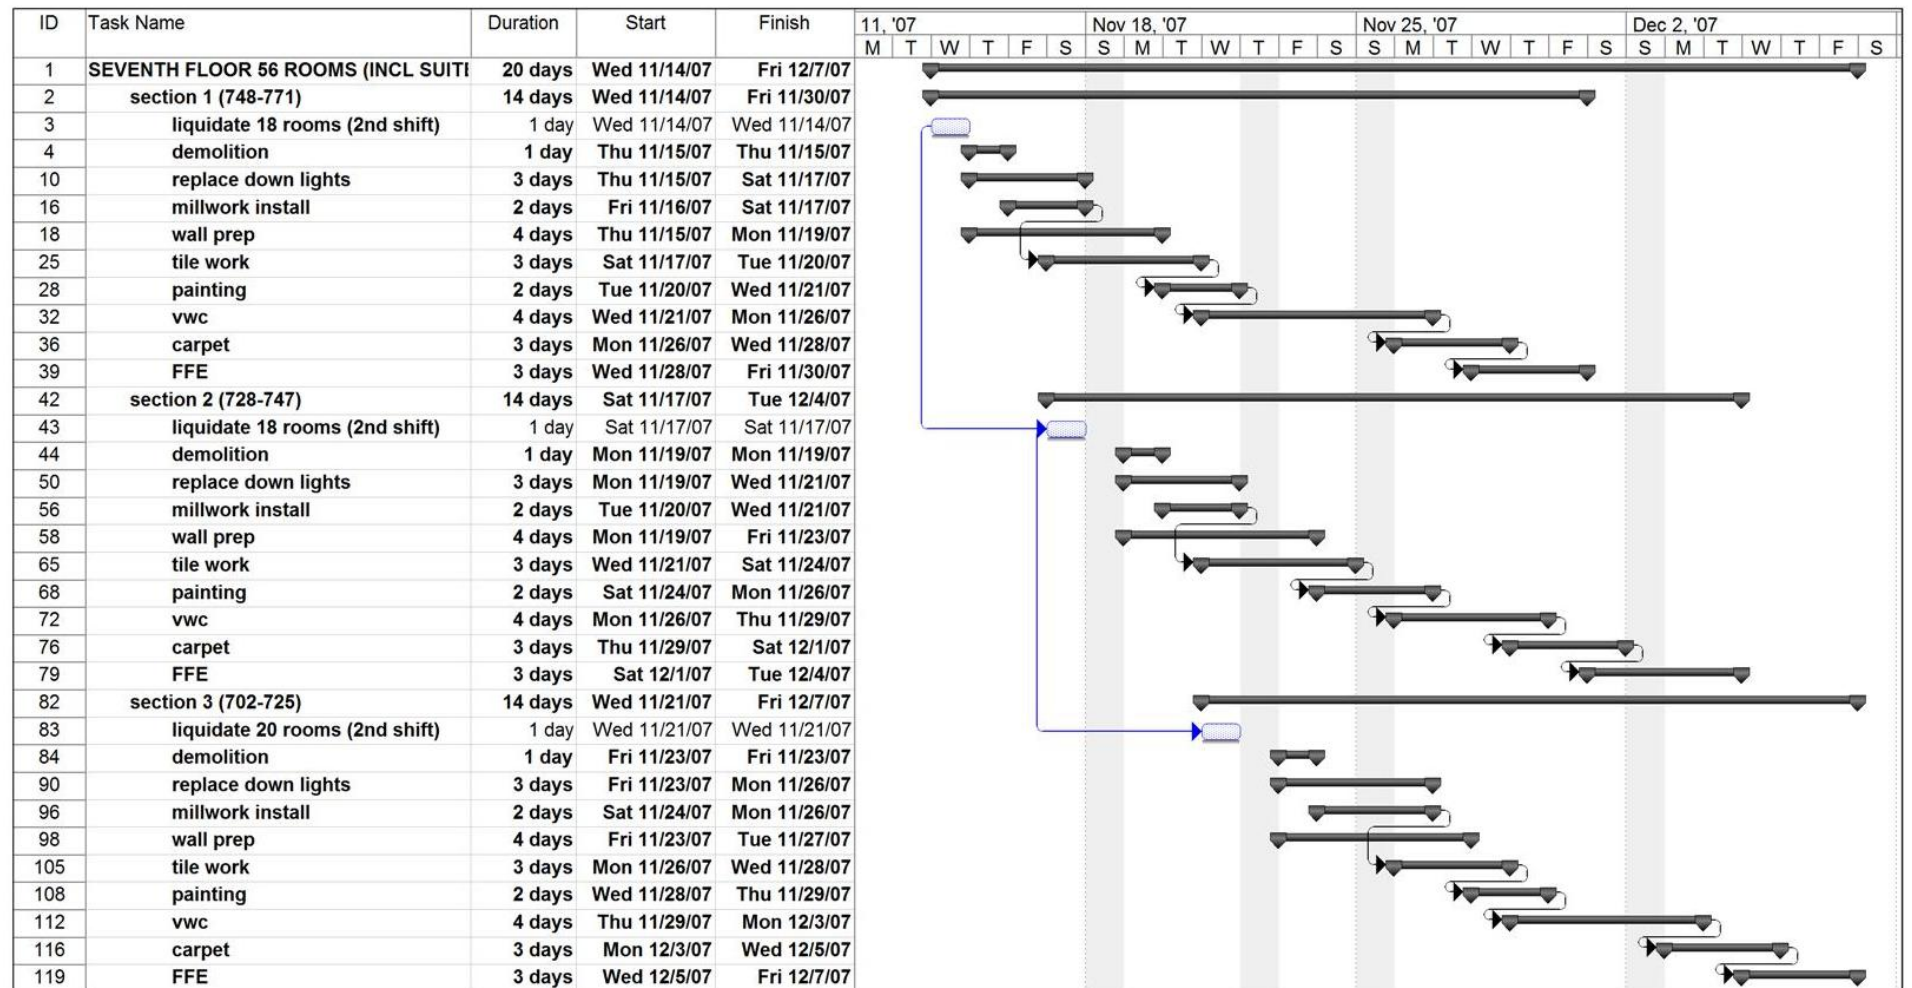 ID Task Name Duration Start Finish 11, '07 Nov 18, '07 Nov 25, '07 Dec 2, '07
M T W T F S S M T W T F S S M T W T F S S M T W T F S
1 SEVENTH FLOOR 56 ROOMS (INCL SUITE 20 days Wed 11/14/07 Fri 12/7/07
2 section 1 (748-771) 14 days Wed 11/14/07 Fri 11/30/07
3 liquidate 18 rooms (2nd shift) 1 day Wed 11/14/07 Wed 11/14/07
4 demolition 1 day Thu 11/15/07 Thu 11/15/07
10 replace down lights 3 days Thu 11/15/07 Sat 11/17/07
16 millwork install 2 days Fri 11/16/07 Sat 11/17/07
18 wall prep 4 days Thu 11/15/07 Mon 11/19/07
25 tile work 3 days Sat 11/17/07 Tue 11/20/07
28 painting 2 days Tue 11/20/07 Wed 11/21/07
32 vwc 4 days Wed 11/21/07 Mon 11/26/07
36 carpet 3 days Mon 11/26/07 Wed 11/28/07
39 FFE 3 days Wed 11/28/07 Fri 11/30/07
42 section 2 (728-747) 14 days Sat 11/17/07 Tue 12/4/07
43 liquidate 18 rooms (2nd shift) 1 day Sat 11/17/07 Sat 11/17/07
44 demolition 1 day Mon 11/19/07 Mon 11/19/07
50 replace down lights 3 days Mon 11/19/07 Wed 11/21/07
56 millwork install 2 days Tue 11/20/07 Wed 11/21/07
58 wall prep 4 days Mon 11/19/07 Fri 11/23/07
65 tile work 3 days Wed 11/21/07 Sat 11/24/07
68 painting 2 days Sat 11/24/07 Mon 11/26/07
72 vwc 4 days Mon 11/26/07 Thu 11/29/07
76 carpet 3 days Thu 11/29/07 Sat 12/1/07
79 FFE 3 days Sat 12/1/07 Tue 12/4/07
82 section 3 (702-725) 14 days Wed 11/21/07 Fri 12/7/07
83 liquidate 20 rooms (2nd shift) 1 day Wed 11/21/07 Wed 11/21/07
84 demolition 1 day Fri 11/23/07 Fri 11/23/07
90 replace down lights 3 days Fri 11/23/07 Mon 11/26/07
96 millwork install 2 days Sat 11/24/07 Mon 11/26/07
98 wall prep 4 days Fri 11/23/07 Tue 11/27/07
105 tile work 3 days Mon 11/26/07 Wed 11/28/07
108 painting 2 days Wed 11/28/07 Thu 11/29/07
112 vwc 4 days Thu 11/29/07 Mon 12/3/07
116 carpet 3 days Mon 12/3/07 Wed 12/5/07
119 FFE 3 days Wed 12/5/07 Fri 12/7/07